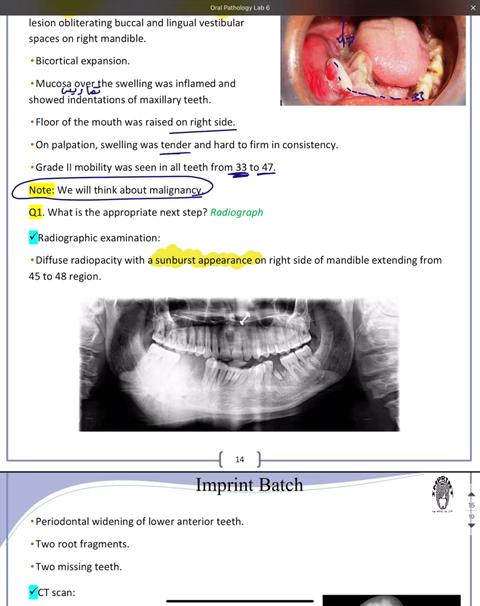 Oral Pathology Lab 6
lesion obliterating buccal and lingual vestibular
spaces on right mandible.
•Bicortical expansion.
•Mucosa over the swelling was inflamed and
showed indentations of maxillary teeth.
•Floor of the mouth was raised on right side.
•On palpation, swelling was tender and hard to firm in consistency.
•Grade II mobility was seen in all teeth from 33 to 47.
Note: We will think about malignancy.
Q1. What is the appropriate next step? Radiograph
✓Radiographic examination:
•Diffuse radiopacity with a sunburst appearance on right side of mandible extending from
45 to 48 region.
14
Imprint Batch
•Periodontal widening of lower anterior teeth.
•Two root fragments.
•Two missing teeth.
✓CT scan:
47
33
15
19